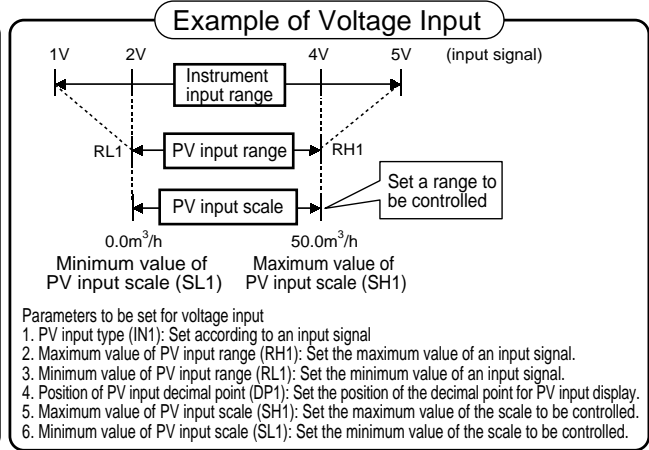 Example of Voltage Input
1V 2V 4V 5V (input signal)
Instrument
input range
RL1 PV input range RH1
PV input scale
Set a range to
be controlled
0.0m³/h 50.0m³/h
Minimum value of Maximum value of
PV input scale (SL1) PV input scale (SH1)
Parameters to be set for voltage input
1. PV input type (IN1): Set according to an input signal
2. Maximum value of PV input range (RH1): Set the maximum value of an input signal.
3. Minimum value of PV input range (RL1): Set the minimum value of an input signal.
4. Position of PV input decimal point (DP1): Set the position of the decimal point for PV input display.
5. Maximum value of PV input scale (SH1): Set the maximum value of the scale to be controlled.
6. Minimum value of PV input scale (SL1): Set the minimum value of the scale to be controlled.